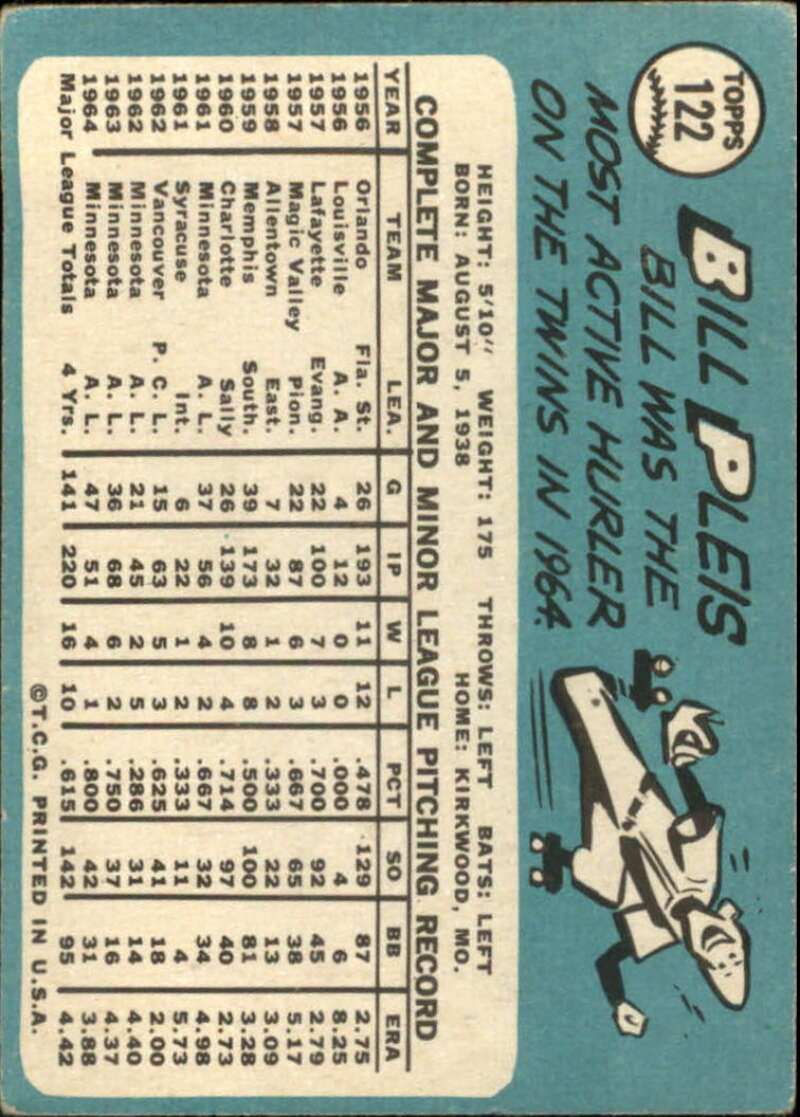 TOPPS
122
BILL PLEIS
BILL WAS THE
MOST ACTIVE HURLER
ON THE TWINS IN 1964.
HEIGHT: 5/10" WEIGHT: 175 THROWS: LEFT BATS: LEFT
BORN: AUGUST 5, 1938 HOME: KIRKWOOD, MO.
COMPLETE MAJOR AND MINOR LEAGUE PITCHING RECORD
YEAR TEAM LEA. G IP W L PCT SO BB ERA
1956 Orlando Fla. St. 26 193 11 12 .478 129 87 2.75
1956 Louisville A. A. 4 12 0 0 .000 4 6 8.25
1957 Lafayette Evang. 22 100 7 3 .700 92 45 2.79
1957 Magic Valley Pion. 22 87 6 3 .667 65 38 5.17
1958 Allentown East. 7 32 1 2 .333 22 13 3.09
1959 Memphis South. 39 173 8 8 .500 100 81 3.28
1960 Charlotte Sally 26 139 10 4 .714 97 40 2.73
1961 Minnesota A. L. 37 56 4 2 .667 32 34 4.98
1961 Syracuse Int. 6 22 1 2 .333 11 4 5.73
1962 Vancouver P. C. L. 15 63 5 3 .625 41 18 2.00
1962 Minnesota A. L. 21 45 2 5 .286 31 14 4.40
1963 Minnesota A. L. 36 68 6 2 .750 37 16 4.37
1964 Minnesota A. L. 47 51 4 1 .800 42 31 3.88
Major League Totals 4 Yrs. 141 220 16 10 .615 142 95 4.42
©T.C.G. PRINTED IN U.S.A.